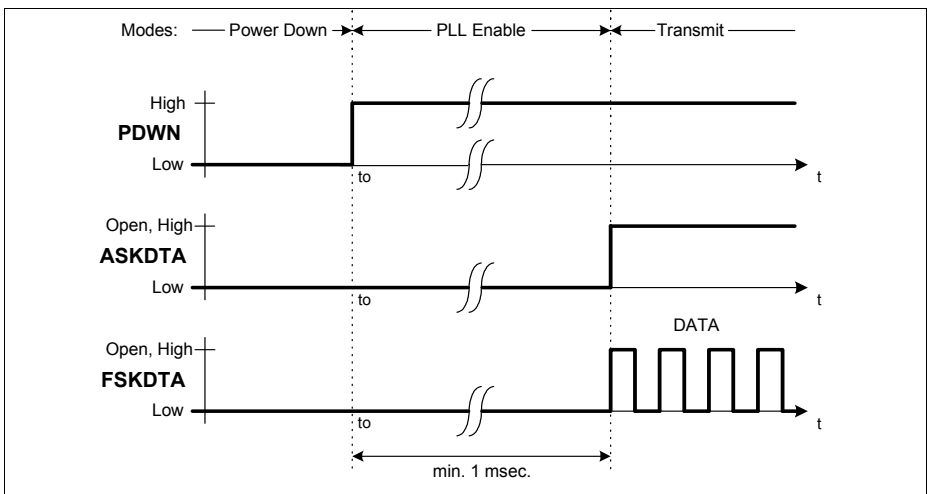 Modes: Power Down PLL Enable Transmit
High
PDWN
Low
to
t
Open, High
ASKDTA
Low
to
t
DATA
Open, High
FSKDTA
Low
to
t
min. 1 msec.